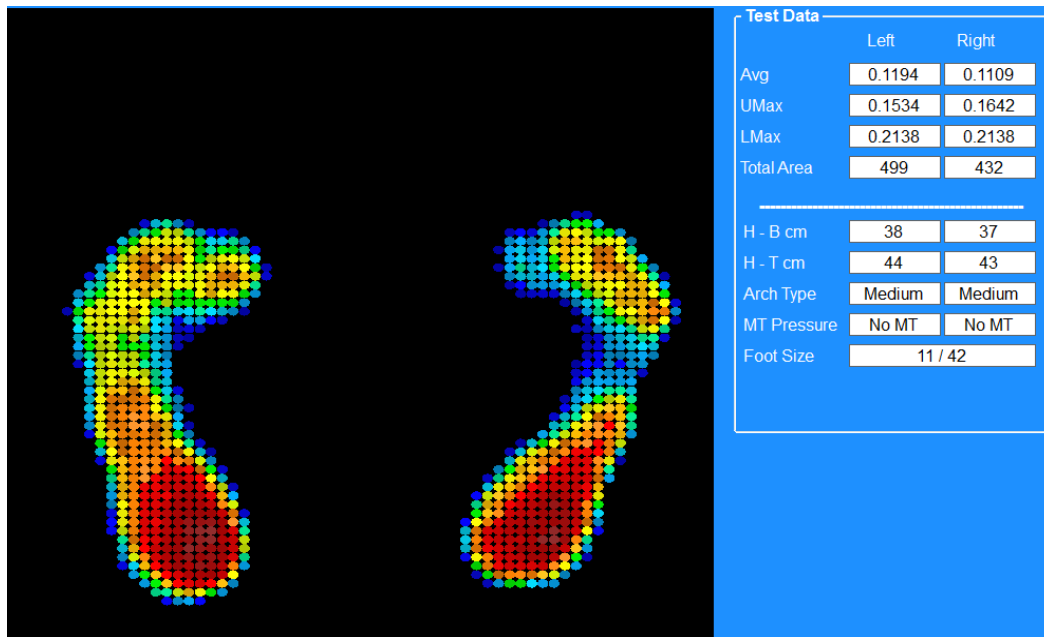 Test Data
Left Right
Avg 0.1194 0.1109
UMax 0.1534 0.1642
LMax 0.2138 0.2138
Total Area 499 432
H - B cm 38 37
H - T cm 44 43
Arch Type Medium Medium
MT Pressure No MT No MT
Foot Size 11 / 42